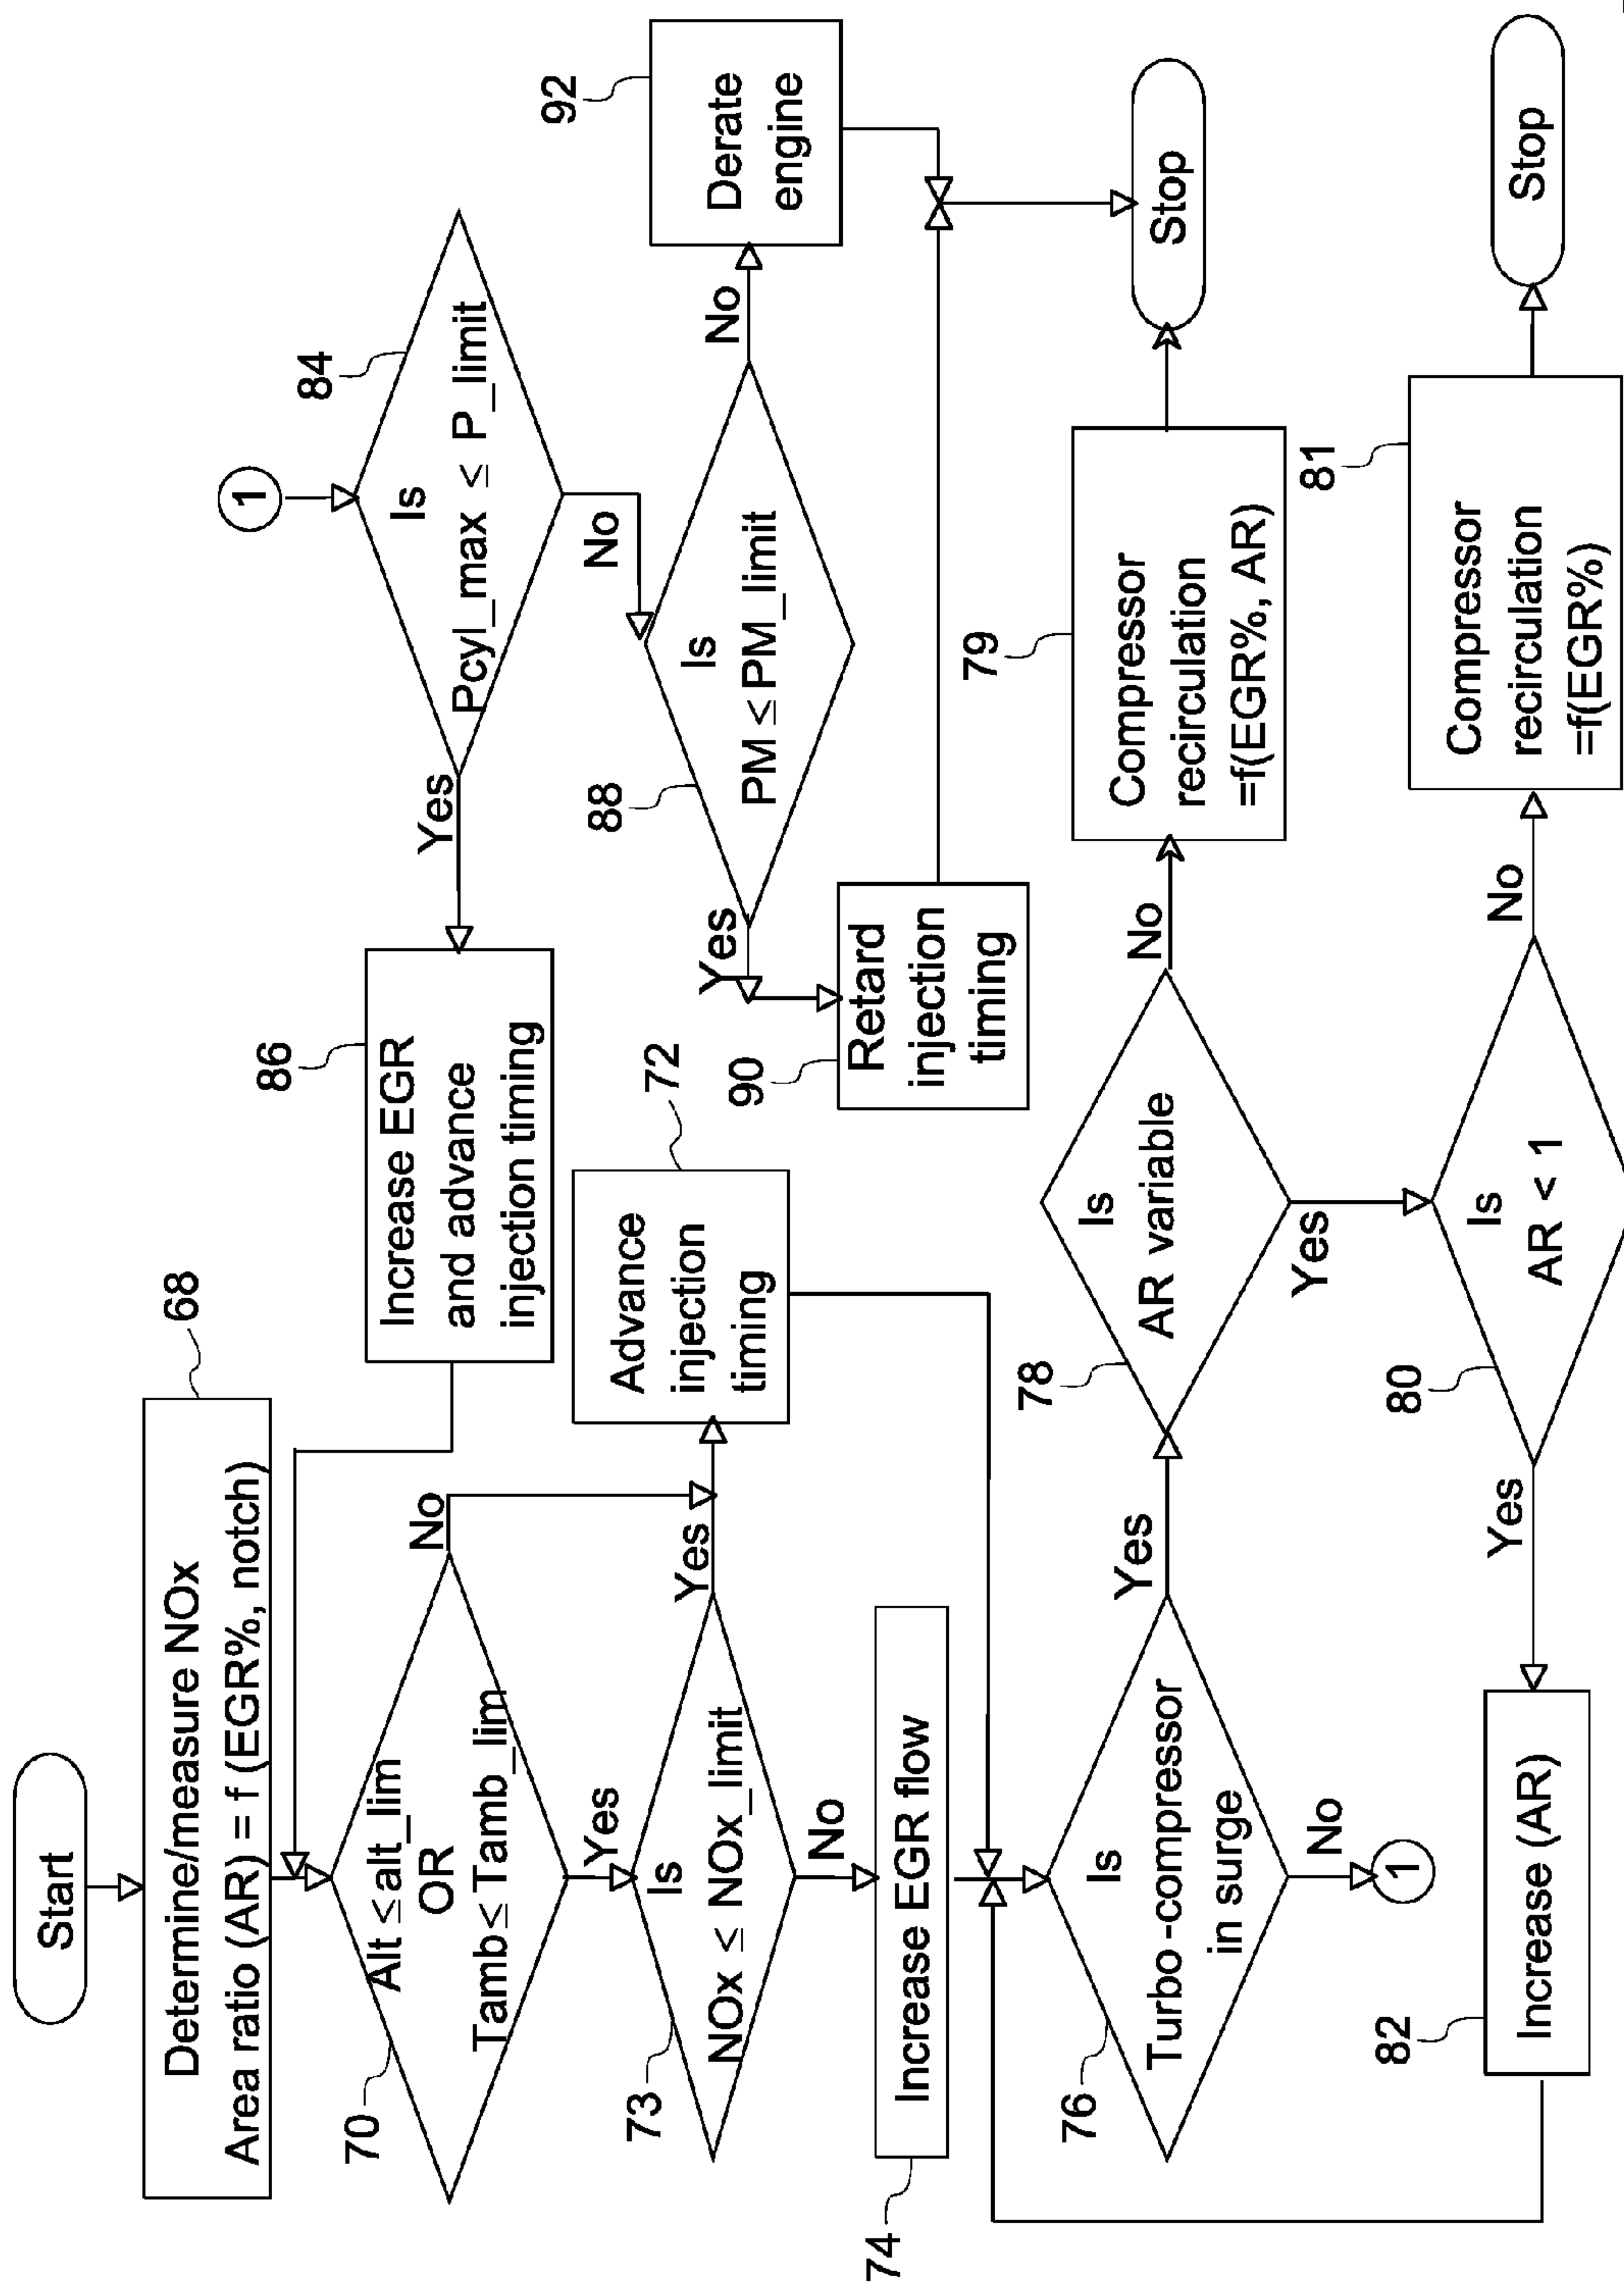 Start
68
Determine/measure NOx
Area ratio (AR) = f (EGR%, notch)
70
Alt ≤alt_lim
OR
Tamb≤Tamb_lim
No
Yes
73
Is
NOx ≤ NOx_limit
Yes
No
72
Advance
injection
timing
74
Increase EGR flow
76
Is
Turbo-compressor
in surge
Yes
No
1
78
Is
AR variable
No
Yes
79
Compressor
recirculation
=f(EGR%, AR)
Stop
80
Is
AR < 1
Yes
No
82
Increase (AR)
81
Compressor
recirculation
=f(EGR%)
Stop
1
84
Is
Pcyl_max ≤ P_limit
Yes
No
86
Increase EGR
and advance
injection timing
88
Is
PM ≤PM_limit
Yes
No
90
Retard
injection
timing
92
Derate
engine